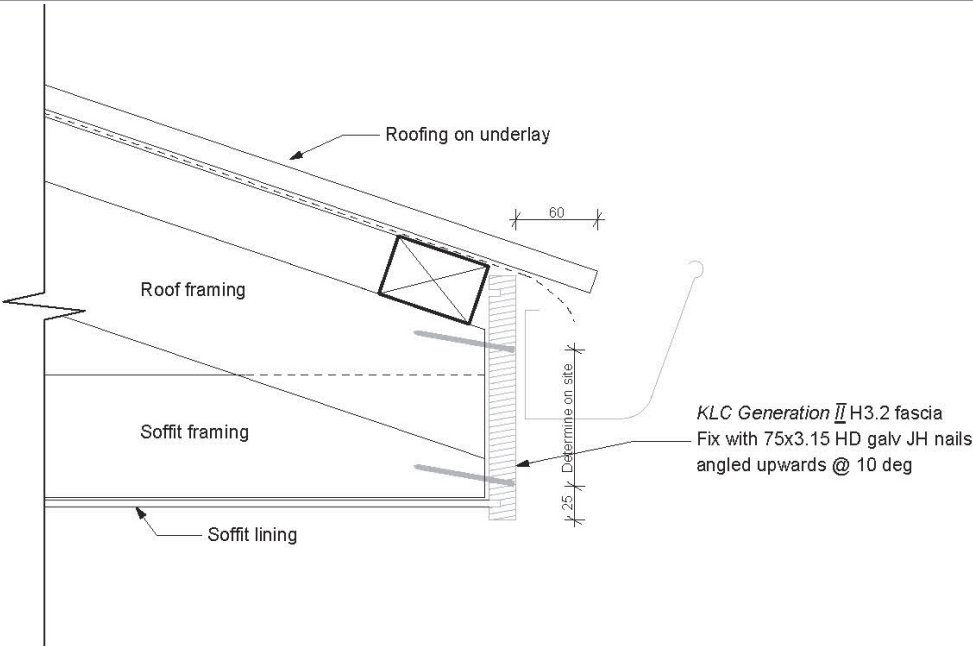 Roofing on underlay
60
Roof framing
Determine on site
KLC Generation II H3.2 fascia
Fix with 75x3.15 HD galv JH nails
angled upwards @ 10 deg
Soffit framing
25
Soffit lining